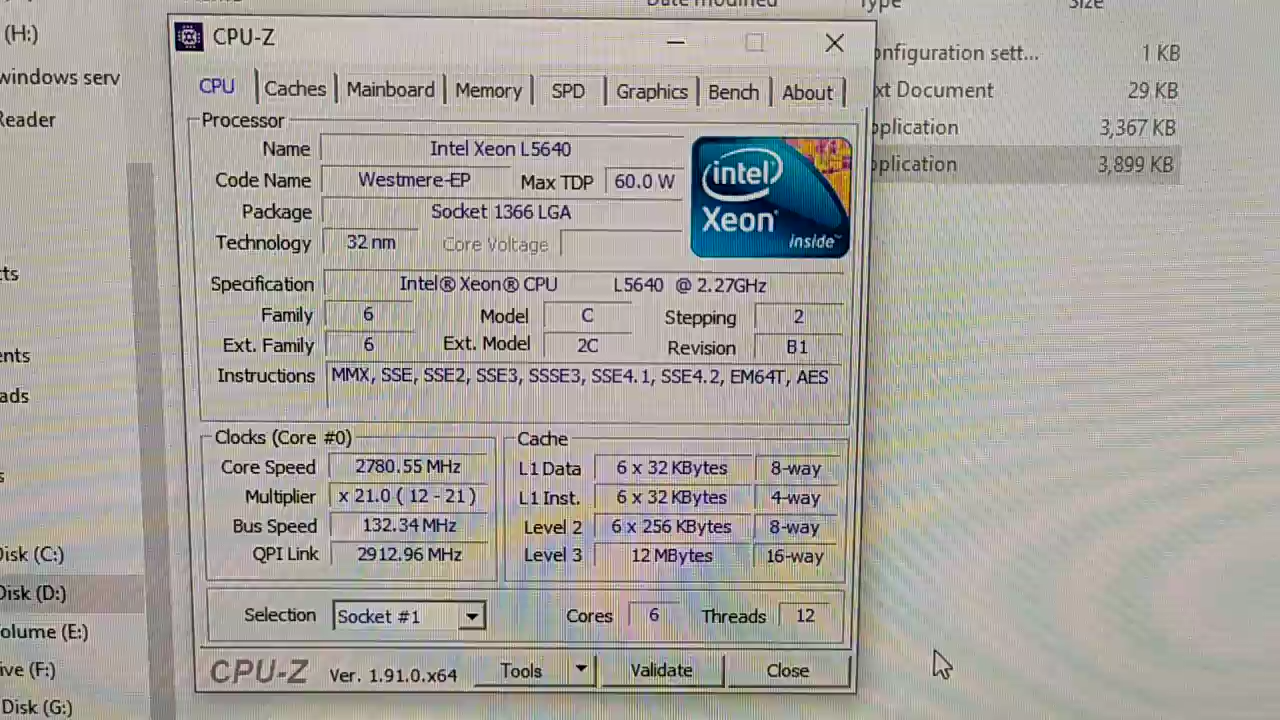 Date modified Type Size
(H:)
CPU-Z
windows serv
Reader
onfiguration sett... 1 KB
xt Document 29 KB
pplication 3,367 KB
pplication 3,899 KB
CPU Caches Mainboard Memory SPD Graphics Bench About
Processor
Name Intel Xeon L5640
Code Name Westmere-EP Max TDP 60.0 W
Package Socket 1366 LGA
Technology 32 nm Core Voltage
intel
Xeon
inside™
Specification Intel® Xeon® CPU L5640 @ 2.27GHz
Family 6 Model C Stepping 2
Ext. Family 6 Ext. Model 2C Revision B1
Instructions MMX, SSE, SSE2, SSE3, SSSE3, SSE4.1, SSE4.2, EM64T, AES
Clocks (Core #0)
Core Speed 2780.55 MHz
Multiplier x 21.0 ( 12 - 21 )
Bus Speed 132.34 MHz
QPI Link 2912.96 MHz
Cache
L1 Data 6 x 32 KBytes 8-way
L1 Inst. 6 x 32 KBytes 4-way
Level 2 6 x 256 KBytes 8-way
Level 3 12 MBytes 16-way
Selection Socket #1 Cores 6 Threads 12
CPU-Z Ver. 1.91.0.x64 Tools Validate Close
cts
ents
ads
s
Disk (C:)
Disk (D:)
olume (E:)
ive (F:)
Disk (G:)